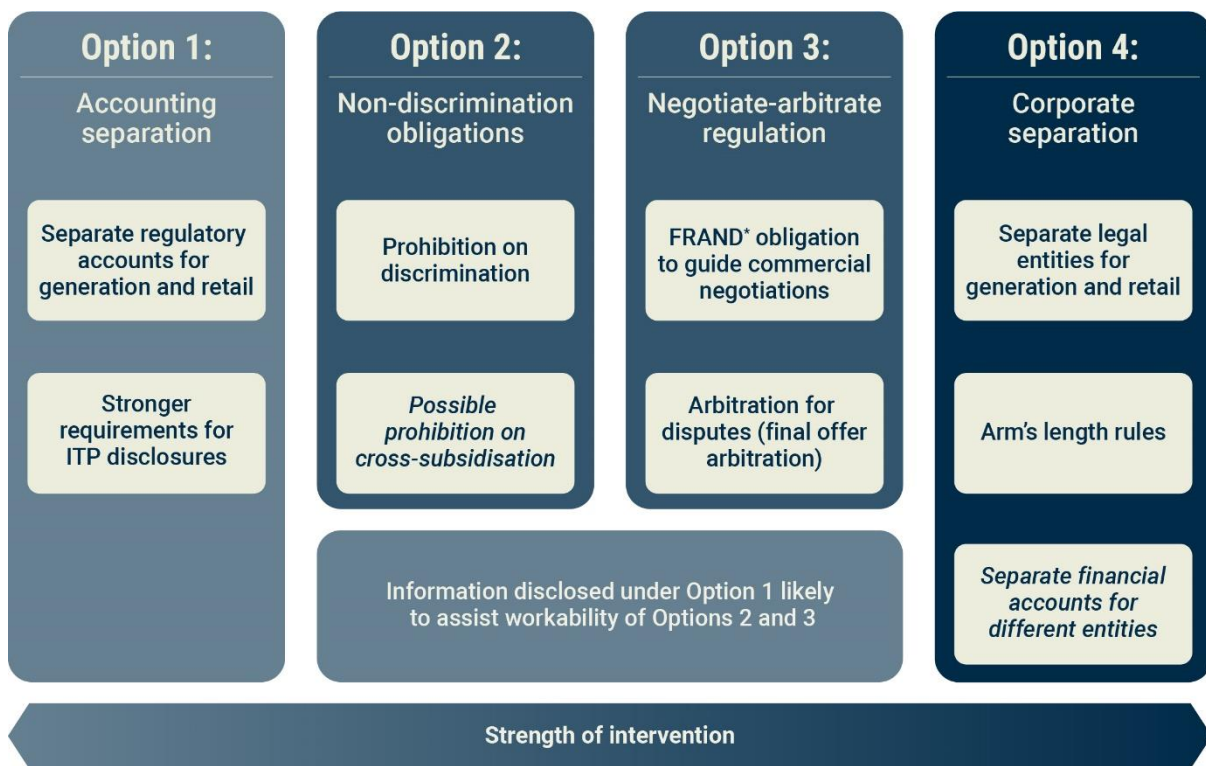 Option 1:
Accounting
separation
Separate regulatory
accounts for
generation and retail
Stronger
requirements for
ITP disclosures
Option 2:
Non-discrimination
obligations
Prohibition on
discrimination
Possible
prohibition on
cross-subsidisation
Option 3:
Negotiate-arbitrate
regulation
FRAND* obligation
to guide commercial
negotiations
Arbitration for
disputes (final offer
arbitration)
Information disclosed under Option 1 likely
to assist workability of Options 2 and 3
Option 4:
Corporate
separation
Separate legal
entities for
generation and retail
Arm’s length rules
Separate financial
accounts for
different entities
Strength of intervention